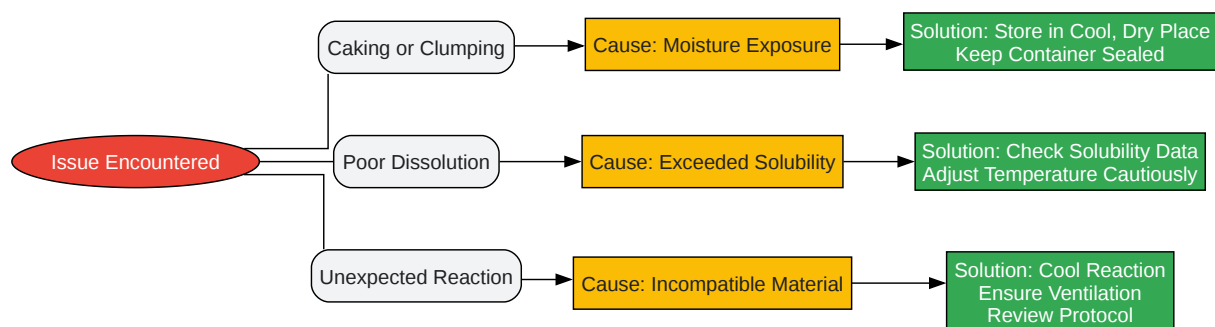 Caking or Clumping
Cause: Moisture Exposure
Solution: Store in Cool, Dry Place
Keep Container Sealed
Issue Encountered
Poor Dissolution
Cause: Exceeded Solubility
Solution: Check Solubility Data
Adjust Temperature Cautiously
Unexpected Reaction
Cause: Incompatible Material
Solution: Cool Reaction
Ensure Ventilation
Review Protocol